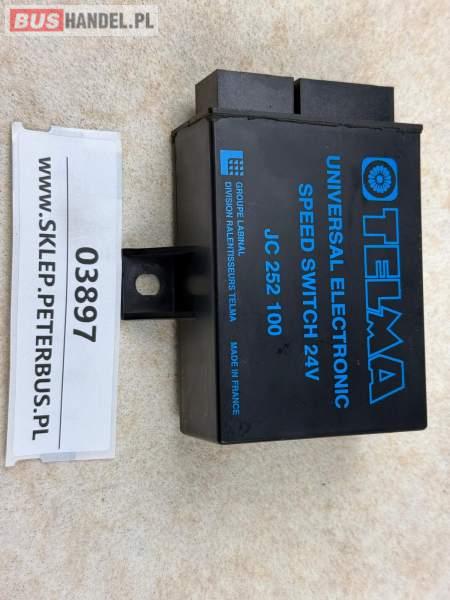 BUSHANDEL.PL
TELMA
UNIVERSAL ELECTRONIC
SPEED SWITCH 24V
JC 252 100
GROUPE LABINAL
DIVISION RALENTISSEURS TELMA
MADE IN FRANCE
03897
WWW.SKLEP.PETERBUS.PL